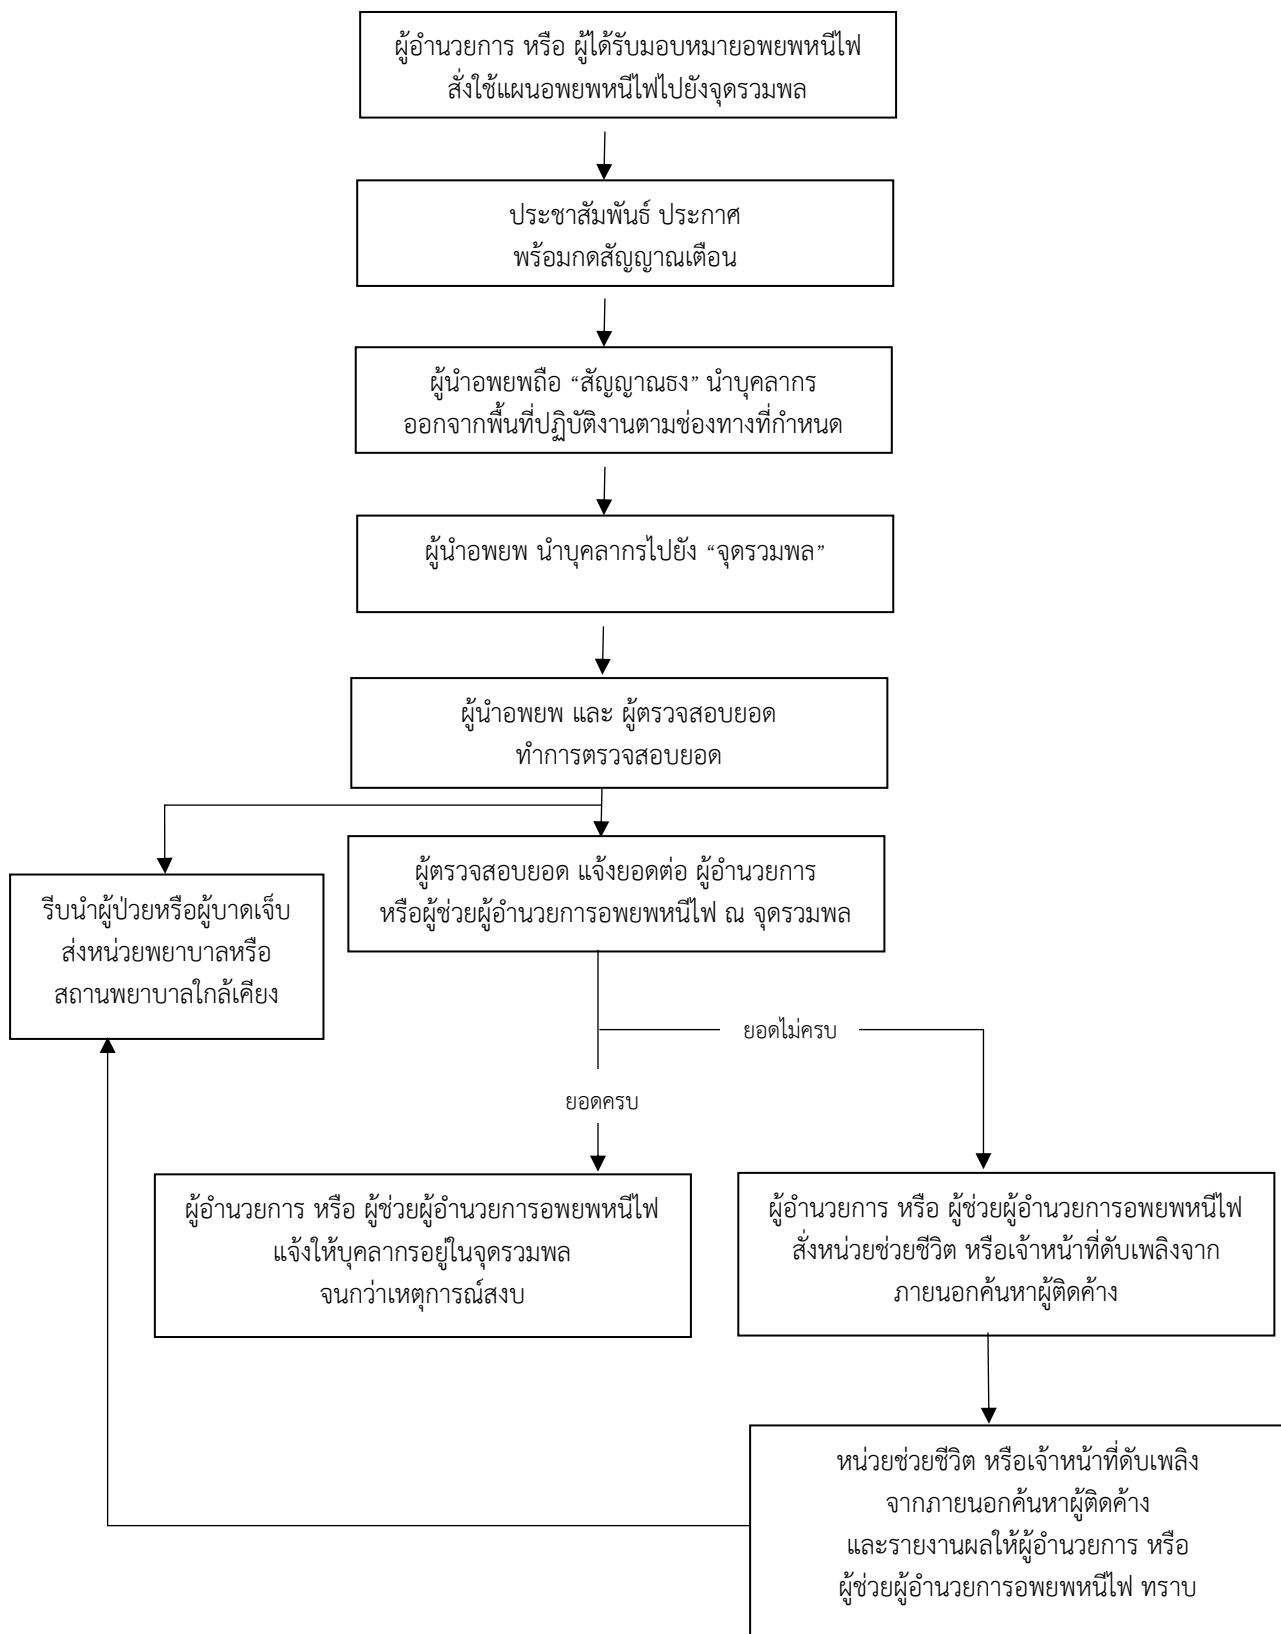 ผู้อำนวยการ หรือ ผู้ได้รับมอบหมายอพยพหนีไฟ
สั่งใช้แผนอพยพหนีไฟไปยังจุดรวมพล
ประชาสัมพันธ์ ประกาศ
พร้อมกดสัญญาณเตือน
ผู้นำอพยพถือ “สัญญาณธง” นำบุคลากร
ออกจากพื้นที่ปฏิบัติงานตามช่องทางที่กำหนด
ผู้นำอพยพ นำบุคลากรไปยัง “จุดรวมพล”
ผู้นำอพยพ และ ผู้ตรวจสอบยอด
ทำการตรวจสอบยอด
ผู้ตรวจสอบยอด แจ้งยอดต่อ ผู้อำนวยการ
หรือผู้ช่วยผู้อำนวยการอพยพหนีไฟ ณ จุดรวมพล
รีบนำผู้ป่วยหรือผู้บาดเจ็บ
ส่งหน่วยพยาบาลหรือ
สถานพยาบาลใกล้เคียง
ยอดไม่ครบ
ยอดครบ
ผู้อำนวยการ หรือ ผู้ช่วยผู้อำนวยการอพยพหนีไฟ
แจ้งให้บุคลากรอยู่ในจุดรวมพล
จนกว่าเหตุการณ์สงบ
ผู้อำนวยการ หรือ ผู้ช่วยผู้อำนวยการอพยพหนีไฟ
สั่งหน่วยช่วยชีวิต หรือเจ้าหน้าที่ดับเพลิงจาก
ภายนอกค้นหาผู้ติดค้าง
หน่วยช่วยชีวิต หรือเจ้าหน้าที่ดับเพลิง
จากภายนอกค้นหาผู้ติดค้าง
และรายงานผลให้ผู้อำนวยการ หรือ
ผู้ช่วยผู้อำนวยการอพยพหนีไฟ ทราบ